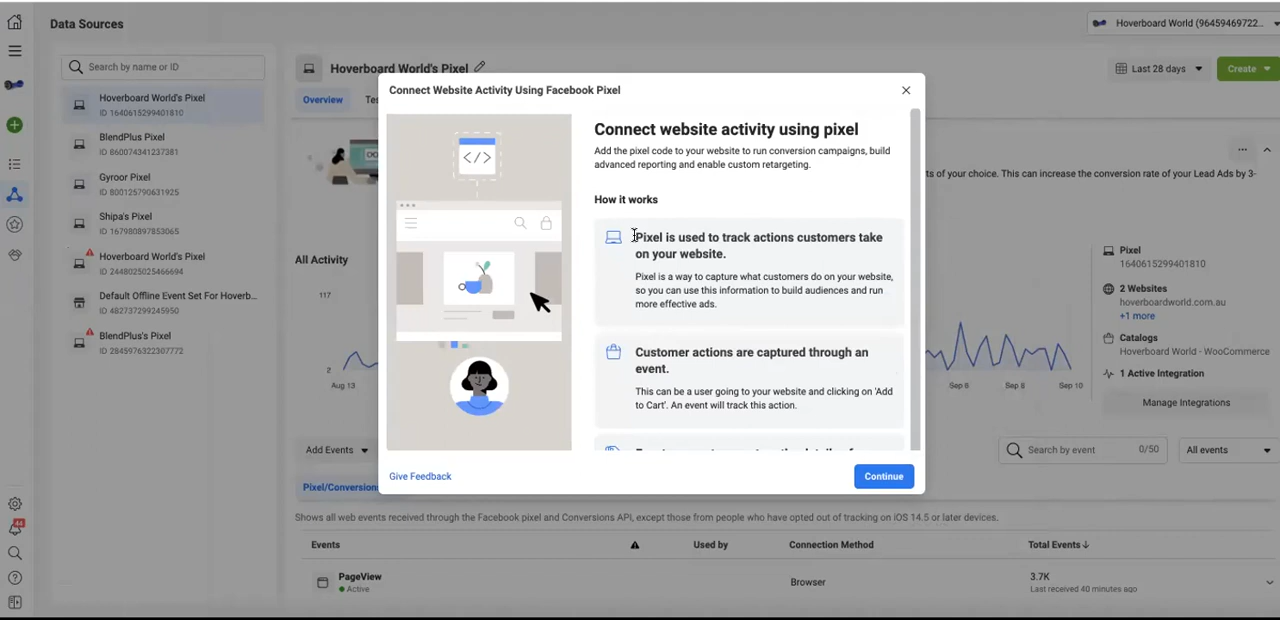 Data Sources
Hoverboard World (96459469722...
Search by name or ID
Hoverboard World's Pixel
ID 1640615299401810
BlendPlus Pixel
ID 860074341237381
Gyroor Pixel
ID 800125790631925
Shipa's Pixel
ID 167980897853065
Hoverboard World's Pixel
ID 2448025025466694
Default Offline Event Set For Hoverb...
ID 482737299245950
BlendPlus's Pixel
ID 2845976322307772
44
Hoverboard World's Pixel
Last 28 days
Create
Overview
Te
ts of your choice. This can increase the conversion rate of your Lead Ads by 3-
All Activity
117
2
Aug 13
Sep 6
Sep 8
Sep 10
Pixel
1640615299401810
2 Websites
hoverboardworld.com.au
+1 more
Catalogs
Hoverboard World - WooCommerce
1 Active Integration
Manage Integrations
Connect Website Activity Using Facebook Pixel
</>
Connect website activity using pixel
Add the pixel code to your website to run conversion campaigns, build
advanced reporting and enable custom retargeting.
How it works
Pixel is used to track actions customers take
on your website.
Pixel is a way to capture what customers do on your website,
so you can use this information to build audiences and run
more effective ads.
Customer actions are captured through an
event.
This can be a user going to your website and clicking on 'Add
to Cart'. An event will track this action.
Give Feedback
Continue
Add Events
Search by event
0/50
All events
Pixel/Conversion
Shows all web events received through the Facebook pixel and Conversions API, except those from people who have opted out of tracking on iOS 14.5 or later devices.
Events
Used by
Connection Method
Total Events
PageView
Active
Browser
3.7K
Last received 40 minutes ago